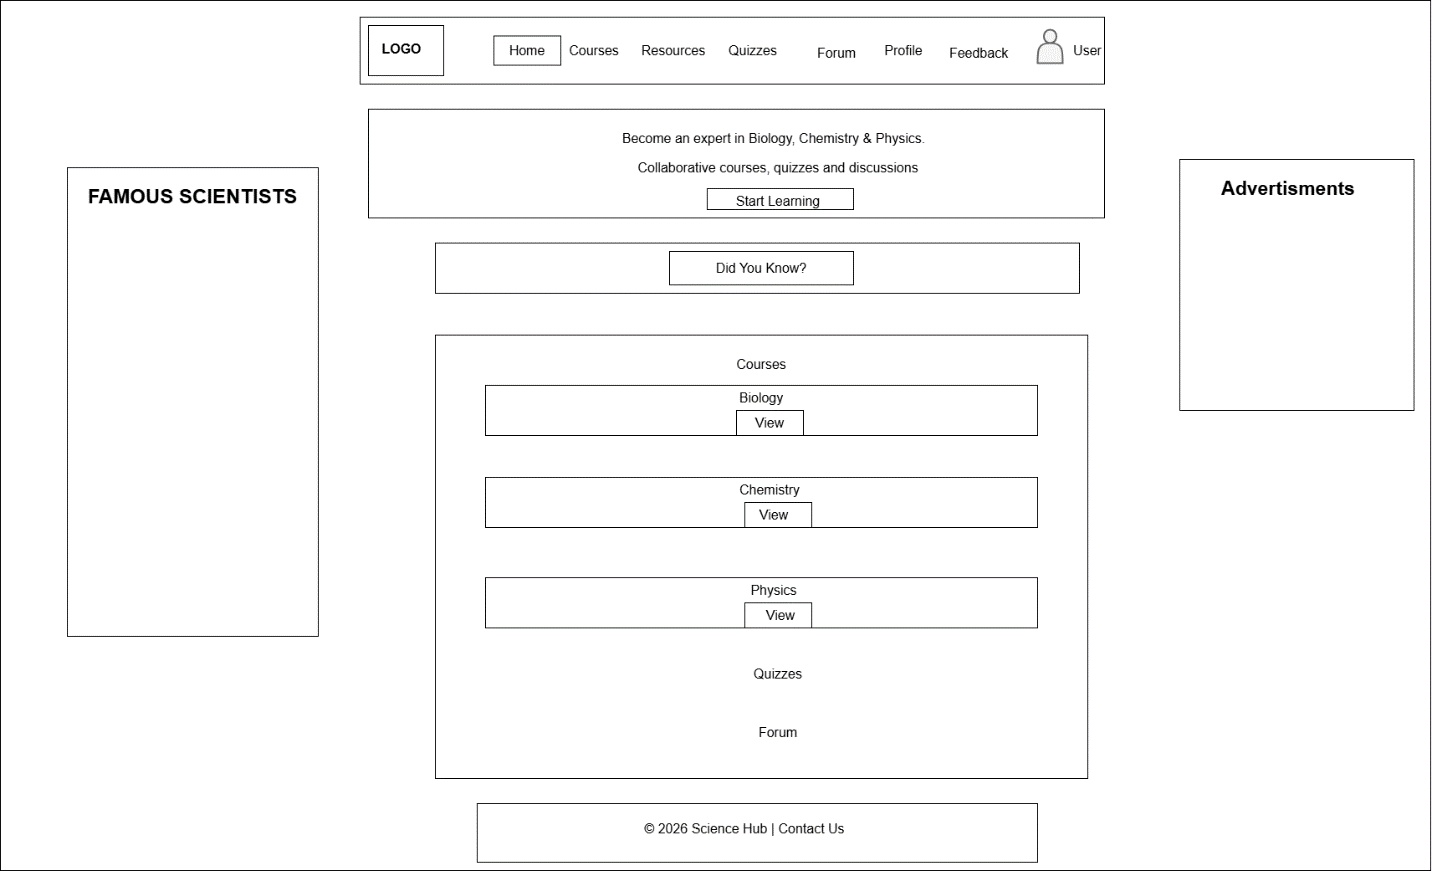 LOGO
Home Courses Resources Quizzes Forum Profile Feedback User
Become an expert in Biology, Chemistry & Physics.
Collaborative courses, quizzes and discussions
Start Learning
FAMOUS SCIENTISTS
Advertisments
Did You Know?
Courses
Biology
View
Chemistry
View
Physics
View
Quizzes
Forum
© 2026 Science Hub | Contact Us